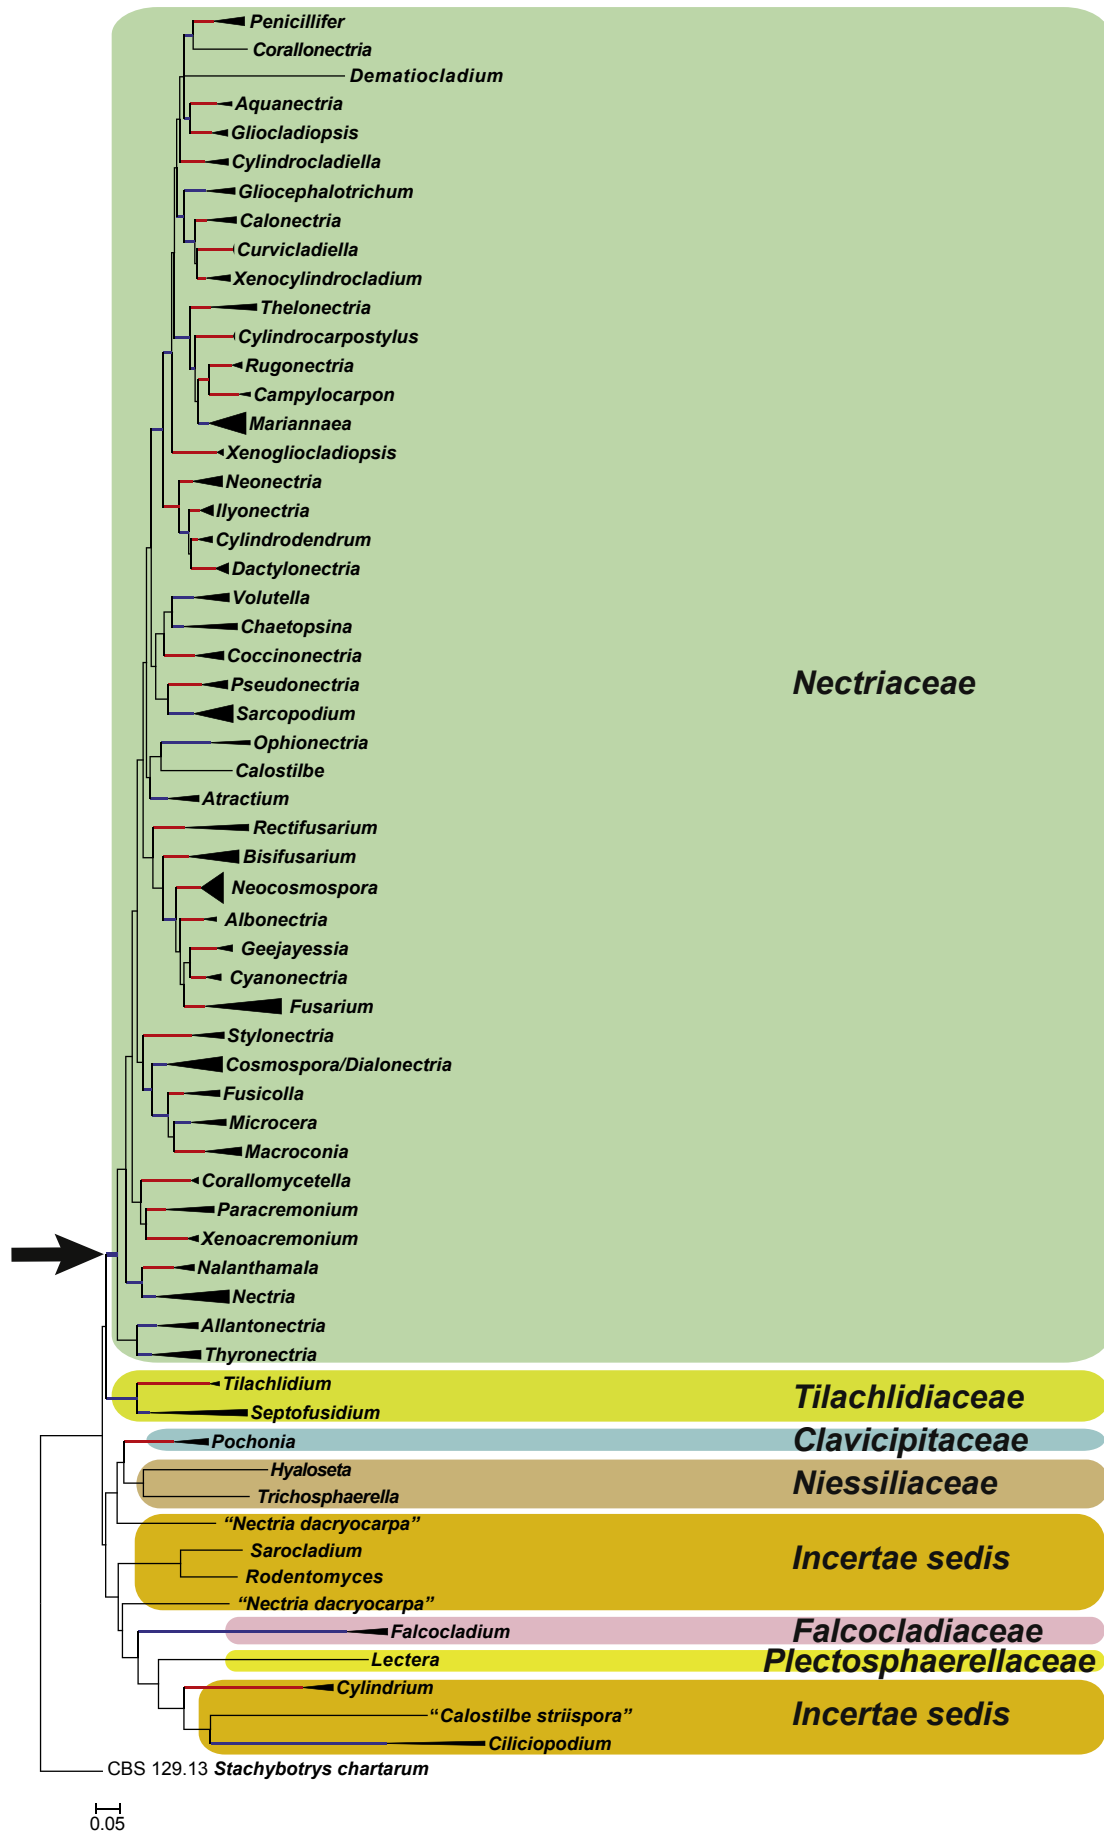 Penicillifer
Corallonectria
Dematiocladium
Aquanectria
Gliocladiopsis
Cylindrocladiella
Gliocephalotrichum
Calonectria
Curvicladiella
Xenocylindrocladium
Thelonectria
Cylindrocarpostylus
Rugonectria
Campylocarpon
Mariannaea
Xenogliocladiopsis
Neonectria
Ilyonectria
Cylindrodendrum
Dactylonectria
Volutella
Chaetopsina
Coccinonectria
Pseudonectria
Nectriaceae
Sarcopodium
Ophionectria
Calostilbe
Atractium
Rectifusarium
Bisifusarium
Neocosmospora
Albonectria
Geejayessia
Cyanonectria
Fusarium
Stylonectria
Cosmospora/Dialonectria
Fusicolla
Microcera
Macroconia
Corallomycetella
Paracremonium
Xenoacremonium
Nalanthamala
Nectria
Allantonectria
Thyronectria
Tilachlidium
Tilachlidiaceae
Septofusidium
Pochonia
Clavicipitaceae
Hyaloseta
Niessiliaceae
Trichosphaerella
“Nectria dacryocarpa”
Sarocladium
Incertae sedis
Rodentomyces
“Nectria dacryocarpa”
Falcocladium
Falcocladiaceae
Lectera
Plectosphaerellaceae
Cylindrium
“Calostilbe striispora”
Incertae sedis
Ciliciopodium
CBS 129.13 Stachybotrys chartarum
0.05